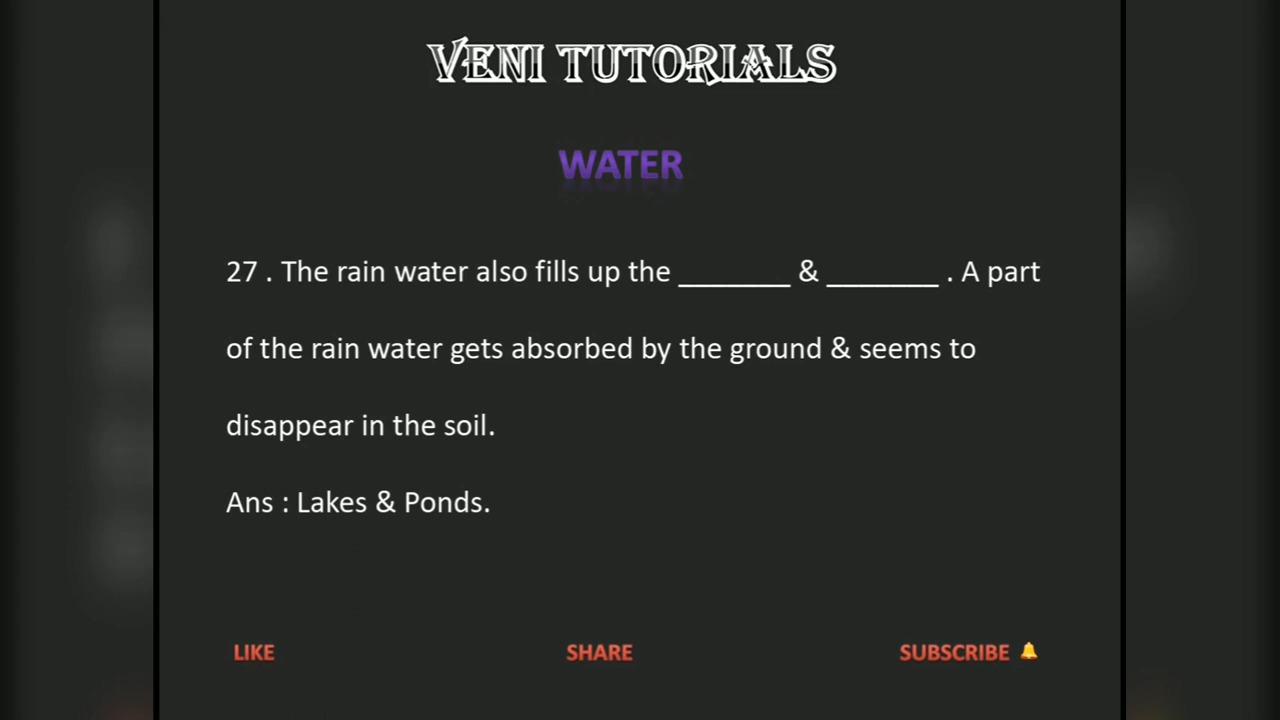 VENI TUTORIALS
WATER
27 . The rain water also fills up the _______ & _______ . A part
of the rain water gets absorbed by the ground & seems to
disappear in the soil.
Ans : Lakes & Ponds.
LIKE SHARE SUBSCRIBE